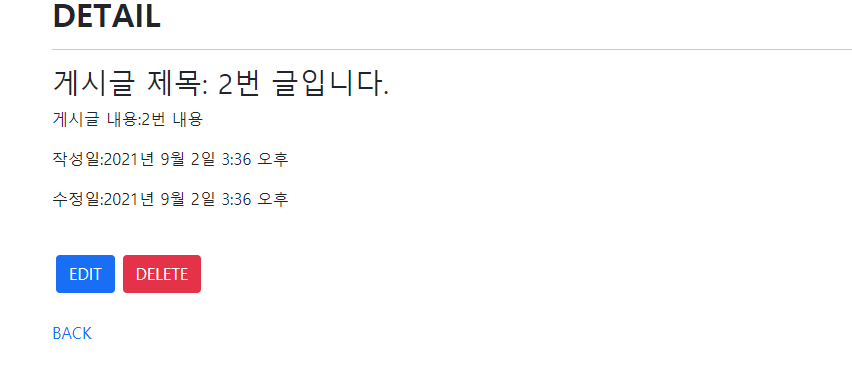 DETAIL
게시글 제목: 2번 글입니다.
게시글 내용:2번 내용
작성일:2021년 9월 2일 3:36 오후
수정일:2021년 9월 2일 3:36 오후
EDIT DELETE
BACK